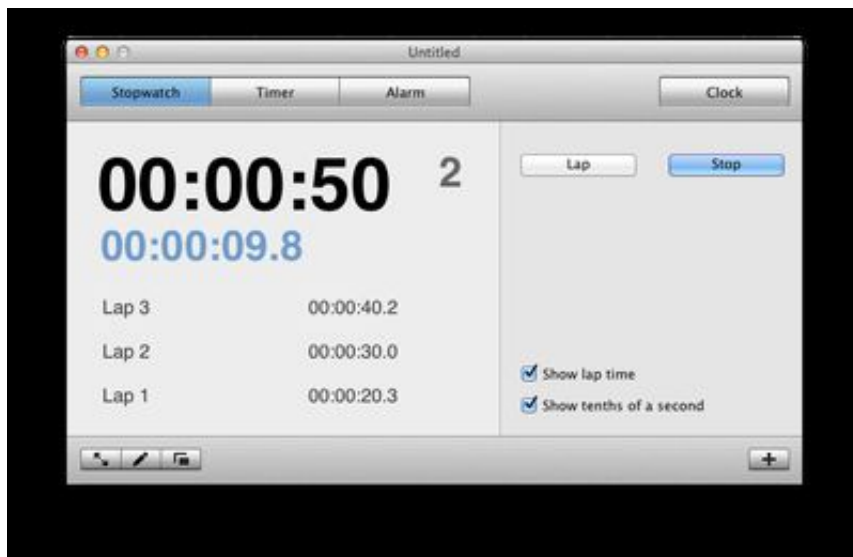 Untitled
Stopwatch Timer Alarm Clock
00:00:50 2
Lap Stop
00:00:09.8
Lap 3 00:00:40.2
Lap 2 00:00:30.0
Show lap time
Lap 1 00:00:20.3
Show tenths of a second